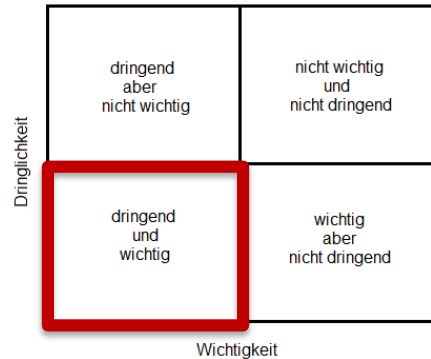 dringend
aber
nicht wichtig
nicht wichtig
und
nicht dringend
Dringlichkeit
dringend
und
wichtig
wichtig
aber
nicht dringend
Wichtigkeit